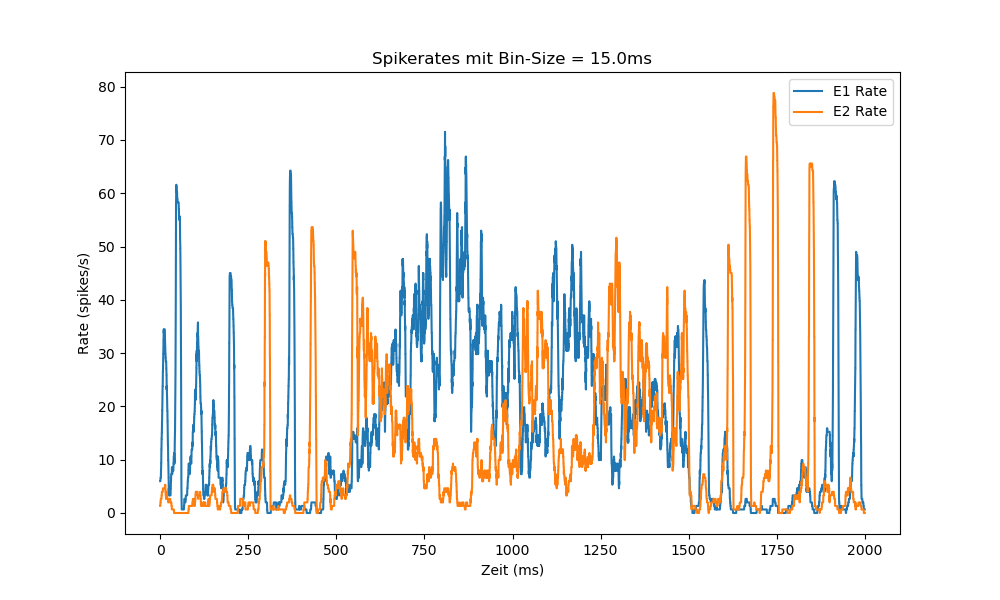 Spikerates mit Bin-Size = 15.0ms
E1 Rate
E2 Rate
Rate (spikes/s)
80
70
60
50
40
30
20
10
0
0 250 500 750 1000 1250 1500 1750 2000
Zeit (ms)